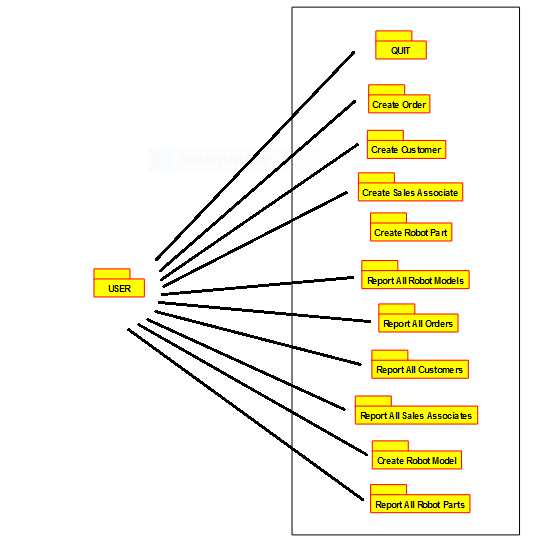 QUIT
Create Order
Create Customer
Create Sales Associate
Create Robot Part
Report All Robot Models
USER
Report All Orders
Report All Customers
Report All Sales Associates
Create Robot Model
Report All Robot Parts